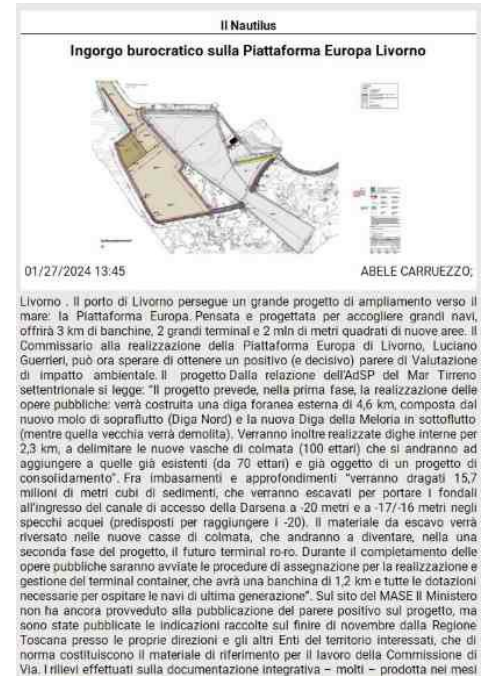 Il Nautilus
Ingorgo burocratico sulla Piattaforma Europa Livorno
01/27/2024 13:45
ABELE CARRUEZZO;
Livorno . Il porto di Livorno persegue un grande progetto di ampliamento verso il
mare: la Piattaforma Europa. Pensata e progettata per accogliere grandi navi,
offrirà 3 km di banchine, 2 grandi terminal e 2 mln di metri quadrati di nuove aree. Il
Commissario alla realizzazione della Piattaforma Europa di Livorno, Luciano
Guerrieri, può ora sperare di ottenere un positivo (e decisivo) parere di Valutazione
di impatto ambientale. Il progetto Dalla relazione dell'AdSP del Mar Tirreno
settentrionale si legge: "Il progetto prevede, nella prima fase, la realizzazione delle
opere pubbliche: verrà costruita una diga foranea esterna di 4,6 km, composta dal
nuovo molo di sopraflutto (Diga Nord) e la nuova Diga della Meloria in sottoflutto
(mentre quella vecchia verrà demolita). Verranno inoltre realizzate dighe interne per
2,3 km, a delimitare le nuove vasche di colmata (100 ettari) che si andranno ad
aggiungere a quelle già esistenti (da 70 ettari) e già oggetto di un progetto di
consolidamento". Fra imbasamenti e approfondimenti "verranno dragati 15,7
milioni di metri cubi di sedimenti, che verranno escavati per portare i fondali
all'ingresso del canale di accesso della Darsena a -20 metri e a -17/-16 metri negli
specchi acquei (predisposti per raggiungere i -20). Il materiale da escavo verrà
riversato nelle nuove casse di colmata, che andranno a diventare, nella una
seconda fase del progetto, il futuro terminal ro-ro. Durante il completamento delle
opere pubbliche saranno avviate le procedure di assegnazione per la realizzazione e
gestione del terminal container, che avrà una banchina di 1,2 km e tutte le dotazioni
necessarie per ospitare le navi di ultima generazione". Sul sito del MASE Il Ministero
non ha ancora provveduto alla pubblicazione del parere positivo sul progetto, ma
sono state pubblicate le indicazioni raccolte sul finire di novembre dalla Regione
Toscana presso le proprie direzioni e gli altri Enti del territorio interessati, che di
norma costituiscono il materiale di riferimento per il lavoro della Commissione di
Via. I rilievi effettuati sulla documentazione integrativa – molti – prodotta nei mesi